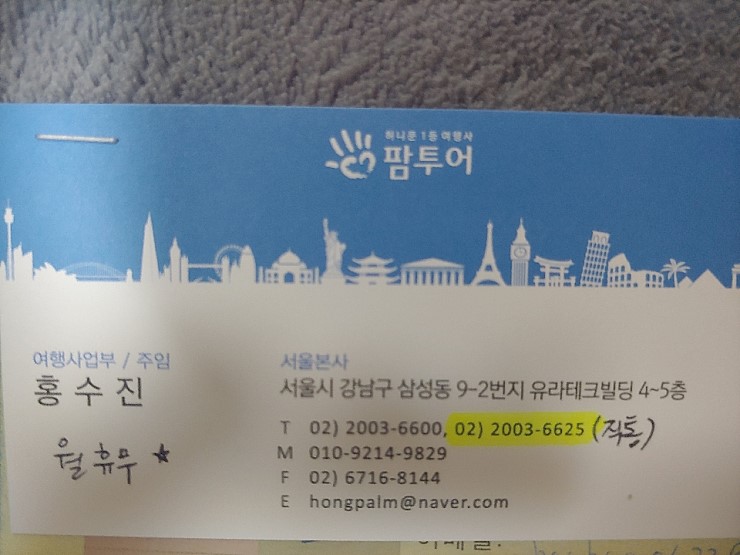 허니문 1등 여행사
팜투어
여행사업부 / 주임
홍수진
월 휴무 ★
서울본사
서울시 강남구 삼성동 9-2번지 유라테크빌딩 4~5층
T 02) 2003-6600, 02) 2003-6625 (직통)
M 010-9214-9829
F 02) 6716-8144
E hongpalm@naver.com